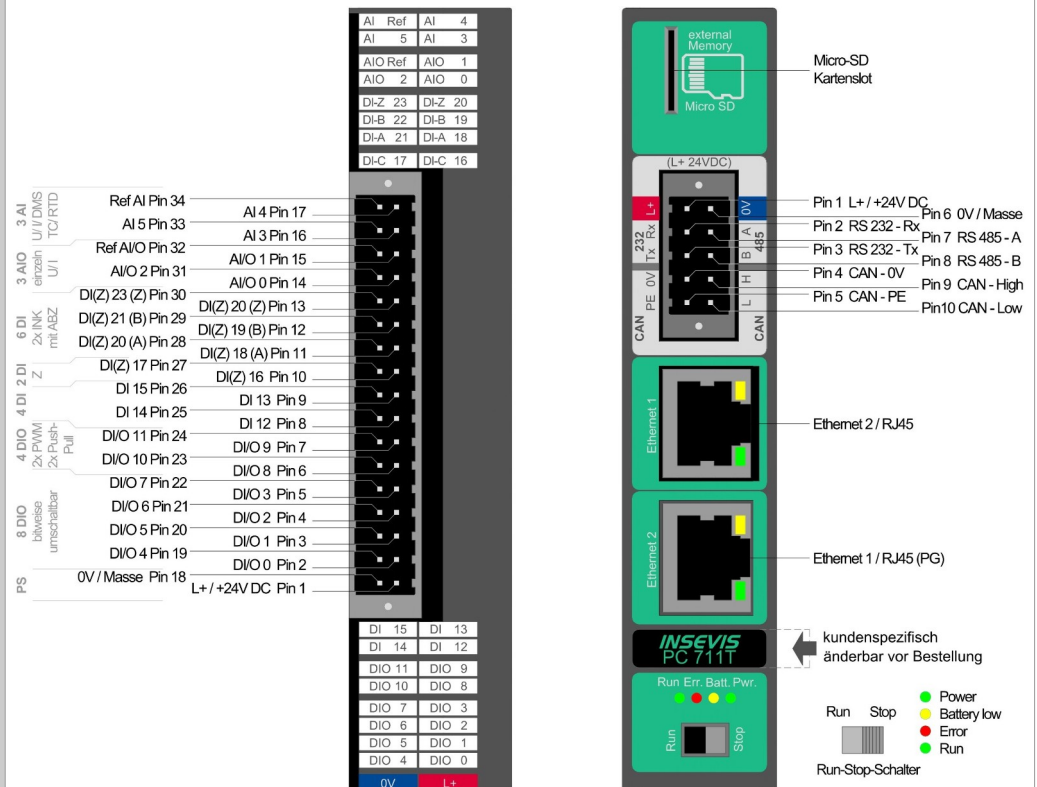 AI Ref AI 4
AI 5 AI 3
AIO Ref AIO 1
AIO 2 AIO 0
DI-Z 23 DI-Z 20
DI-B 22 DI-B 19
DI-A 21 DI-A 18
DI-C 17 DI-C 16
3 AI
U/ I/ DMS
TC/ RTD
3 AIO
einzeln
U/ I
6 DI
2x INK
mit ABZ
2 DI
Z
4 DI
4 DIO
2x PWM
2x Push-
Pull
8 DIO
bitweise
umschaltbar
PS
Ref AI Pin 34
AI 4 Pin 17
AI 5 Pin 33
AI 3 Pin 16
Ref AI/O Pin 32
AI/O 1 Pin 15
AI/O 2 Pin 31
AI/O 0 Pin 14
DI(Z) 23 (Z) Pin 30
DI(Z) 20 (Z) Pin 13
DI(Z) 21 (B) Pin 29
DI(Z) 19 (B) Pin 12
DI(Z) 20 (A) Pin 28
DI(Z) 18 (A) Pin 11
DI(Z) 17 Pin 27
DI(Z) 16 Pin 10
DI 15 Pin 26
DI 13 Pin 9
DI 14 Pin 25
DI 12 Pin 8
DI/O 11 Pin 24
DI/O 9 Pin 7
DI/O 10 Pin 23
DI/O 8 Pin 6
DI/O 7 Pin 22
DI/O 3 Pin 5
DI/O 6 Pin 21
DI/O 2 Pin 4
DI/O 5 Pin 20
DI/O 1 Pin 3
DI/O 4 Pin 19
DI/O 0 Pin 2
0V / Masse Pin 18
L+ / +24V DC Pin 1
DI 15 DI 13
DI 14 DI 12
DIO 11 DIO 9
DIO 10 DIO 8
DIO 7 DIO 3
DIO 6 DIO 2
DIO 5 DIO 1
DIO 4 DIO 0
0V L+
external
Memory
Micro SD
Micro-SD
Kartenslot
(L+ 24VDC)
L+
0V
232
Tx Rx
A
B
485
PE 0V
H
L
CAN
CAN
Pin 1 L+ / +24V DC
Pin 6 0V / Masse
Pin 2 RS 232 - Rx
Pin 7 RS 485 - A
Pin 3 RS 232 - Tx
Pin 8 RS 485 - B
Pin 4 CAN - 0V
Pin 9 CAN - High
Pin 5 CAN - PE
Pin10 CAN - Low
Ethernet 1
Ethernet 2 / RJ45
Ethernet 2
Ethernet 1 / RJ45 (PG)
INSEVIS
PC 711T
kundenspezifisch
änderbar vor Bestellung
Run Err. Batt. Pwr.
Run
Stop
Run Stop
Run-Stop-Schalter
Power
Battery low
Error
Run